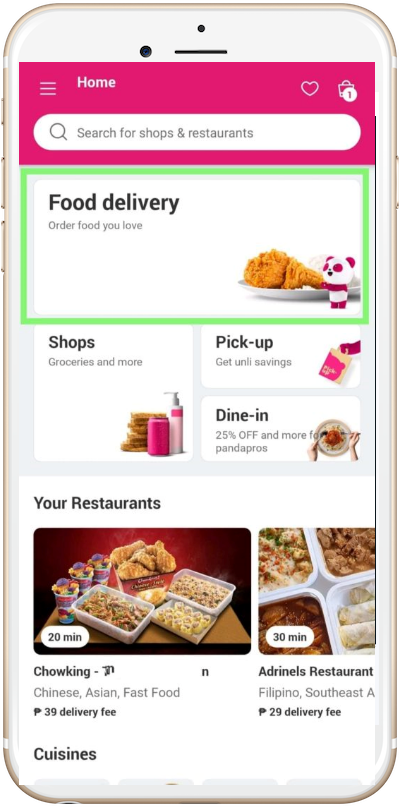 Home
1
Search for shops & restaurants
Food delivery
Order food you love
Shops
Groceries and more
Pick-up
Get unli savings
Dine-in
25% OFF and more for
pandapros
Your Restaurants
20 min
30 min
Chowking -
Chinese, Asian, Fast Food
₱ 39 delivery fee
Adrinels Restaurant
Filipino, Southeast A
₱ 29 delivery fee
Cuisines